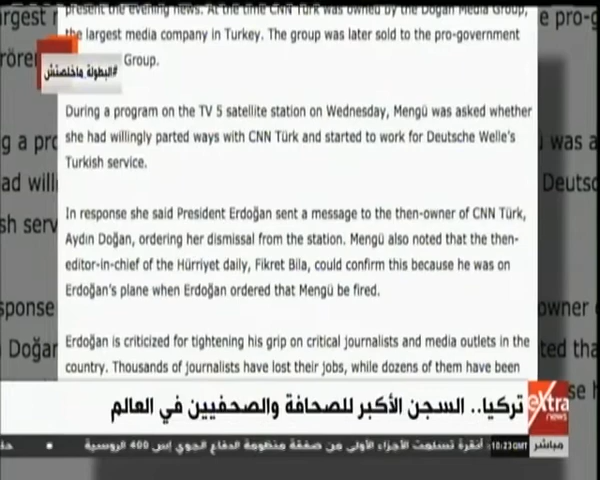 present the evening news. At the time CNN Türk was owned by the Doğan Media Group,
the largest media company in Turkey. The group was later sold to the pro-government
Group.
#البطولة_ماخلصتش
During a program on the TV 5 satellite station on Wednesday, Mengü was asked whether
she had willingly parted ways with CNN Türk and started to work for Deutsche Welle's
Turkish service.
In response she said President Erdoğan sent a message to the then-owner of CNN Türk,
Aydın Doğan, ordering her dismissal from the station. Mengü also noted that the then-
editor-in-chief of the Hürriyet daily, Fikret Bila, could confirm this because he was on
Erdoğan's plane when Erdoğan ordered that Mengü be fired.
Erdoğan is criticized for tightening his grip on critical journalists and media outlets in the
country. Thousands of journalists have lost their jobs, while dozens of them have been
تركيا.. السجن الأكبر للصحافة والصحفيين في العالم
eXtra
news
مباشر
10:23GMT
أنقرة تسلمت الأجزاء الأولى من صفقة منظومة الدفاع الجوي إس 400 الروسية